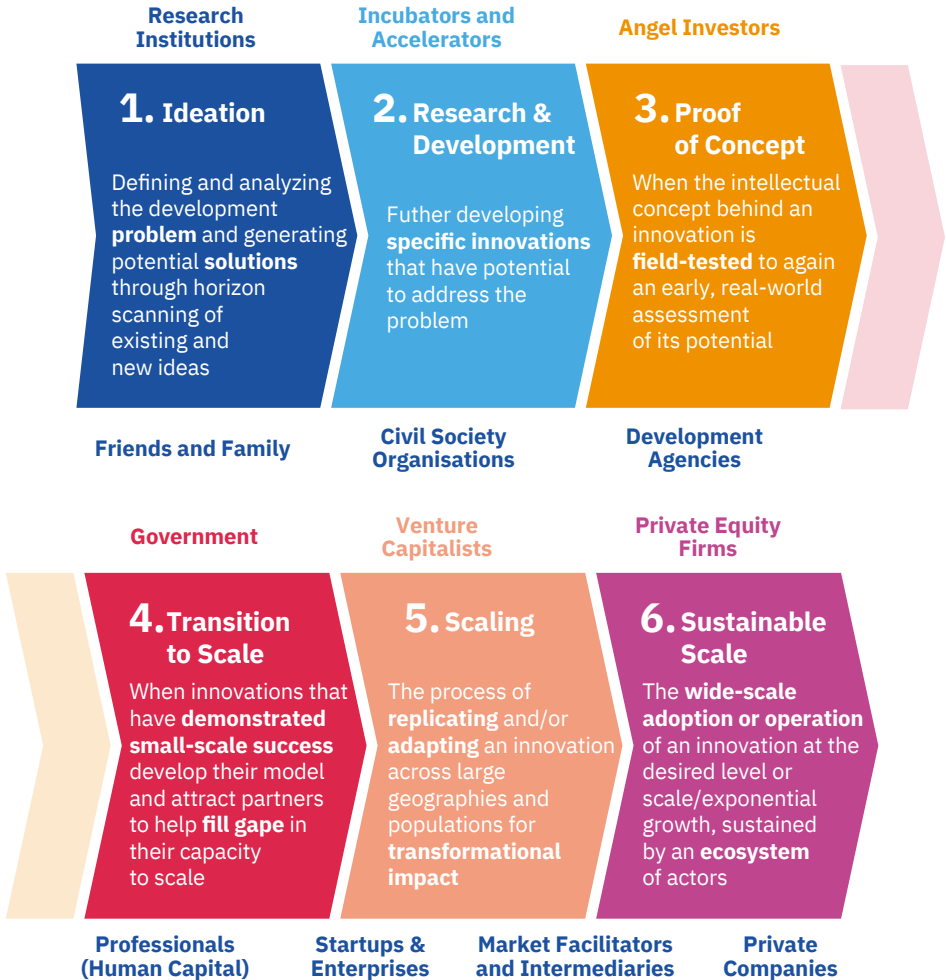 Research
Institutions
Incubators and
Accelerators
Angel Investors
1. Ideation
Defining and analyzing
the development
problem and generating
potential solutions
through horizon
scanning of
existing and
new ideas
2. Research &
Development
Futher developing
specific innovations
that have potential
to address the
problem
3. Proof
of Concept
When the intellectual
concept behind an
innovation is
field-tested to again
an early, real-world
assessment
of its potential
Friends and Family
Civil Society
Organisations
Development
Agencies
Government
Venture
Capitalists
Private Equity
Firms
4. Transition
to Scale
When innovations that
have demonstrated
small-scale success
develop their model
and attract partners
to help fill gape in
their capacity
to scale
5. Scaling
The process of
replicating and/or
adapting an innovation
across large
geographies and
populations for
transformational
impact
6. Sustainable
Scale
The wide-scale
adoption or operation
of an innovation at the
desired level or
scale/exponential
growth, sustained
by an ecosystem
of actors
Professionals
(Human Capital)
Startups &
Enterprises
Market Facilitators
and Intermediaries
Private
Companies